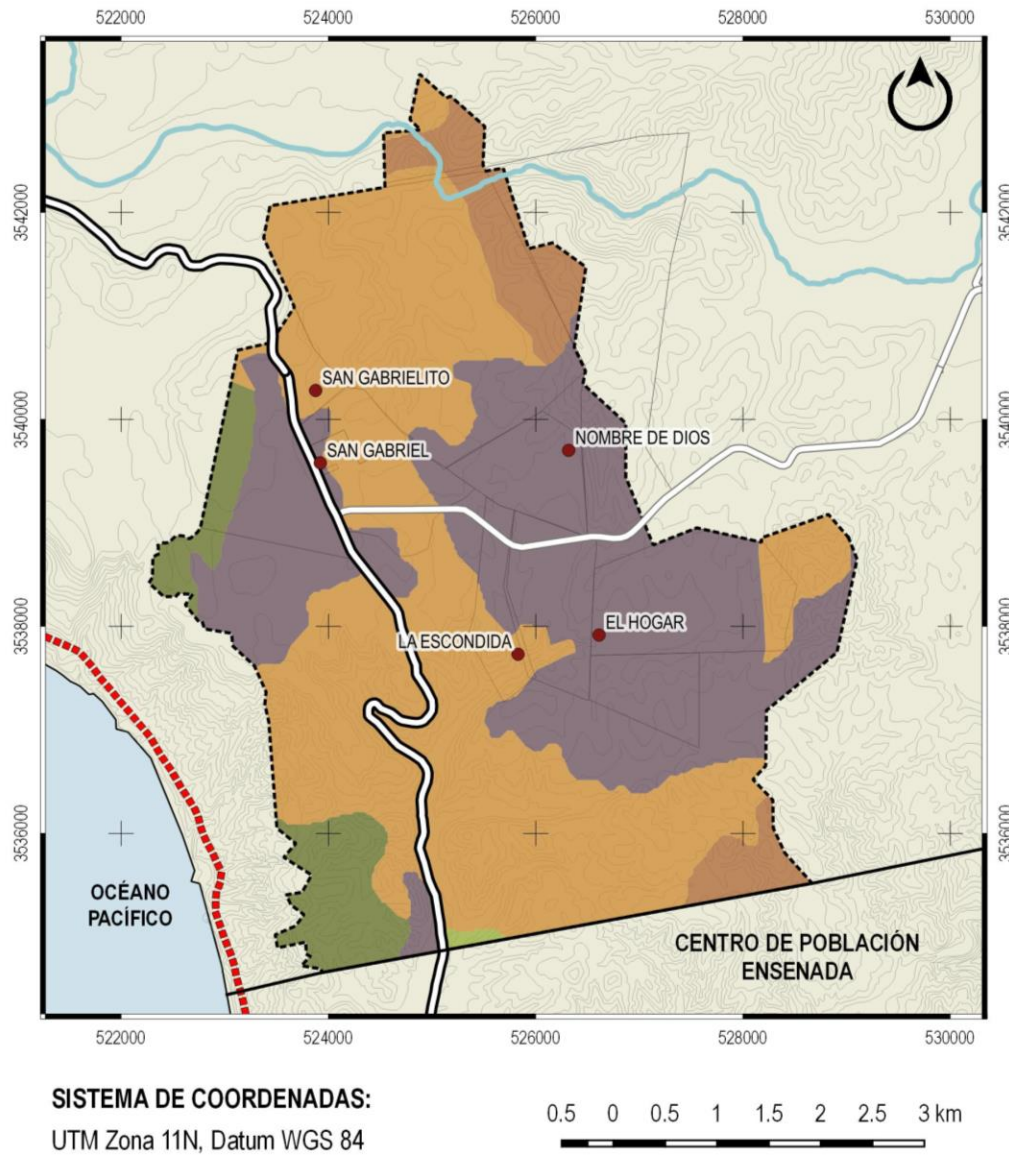 522000 524000 526000 528000 530000
3542000 3542000
SAN GABRIELITO
3540000 3540000
NOMBRE DE DIOS
SAN GABRIEL
EL HOGAR
3538000 3538000
LA ESCONDIDA
3536000 3536000
OCÉANO
PACÍFICO
CENTRO DE POBLACIÓN
ENSENADA
522000 524000 526000 528000 530000
SISTEMA DE COORDENADAS:
UTM Zona 11N, Datum WGS 84
0.5 0 0.5 1 1.5 2 2.5 3 km